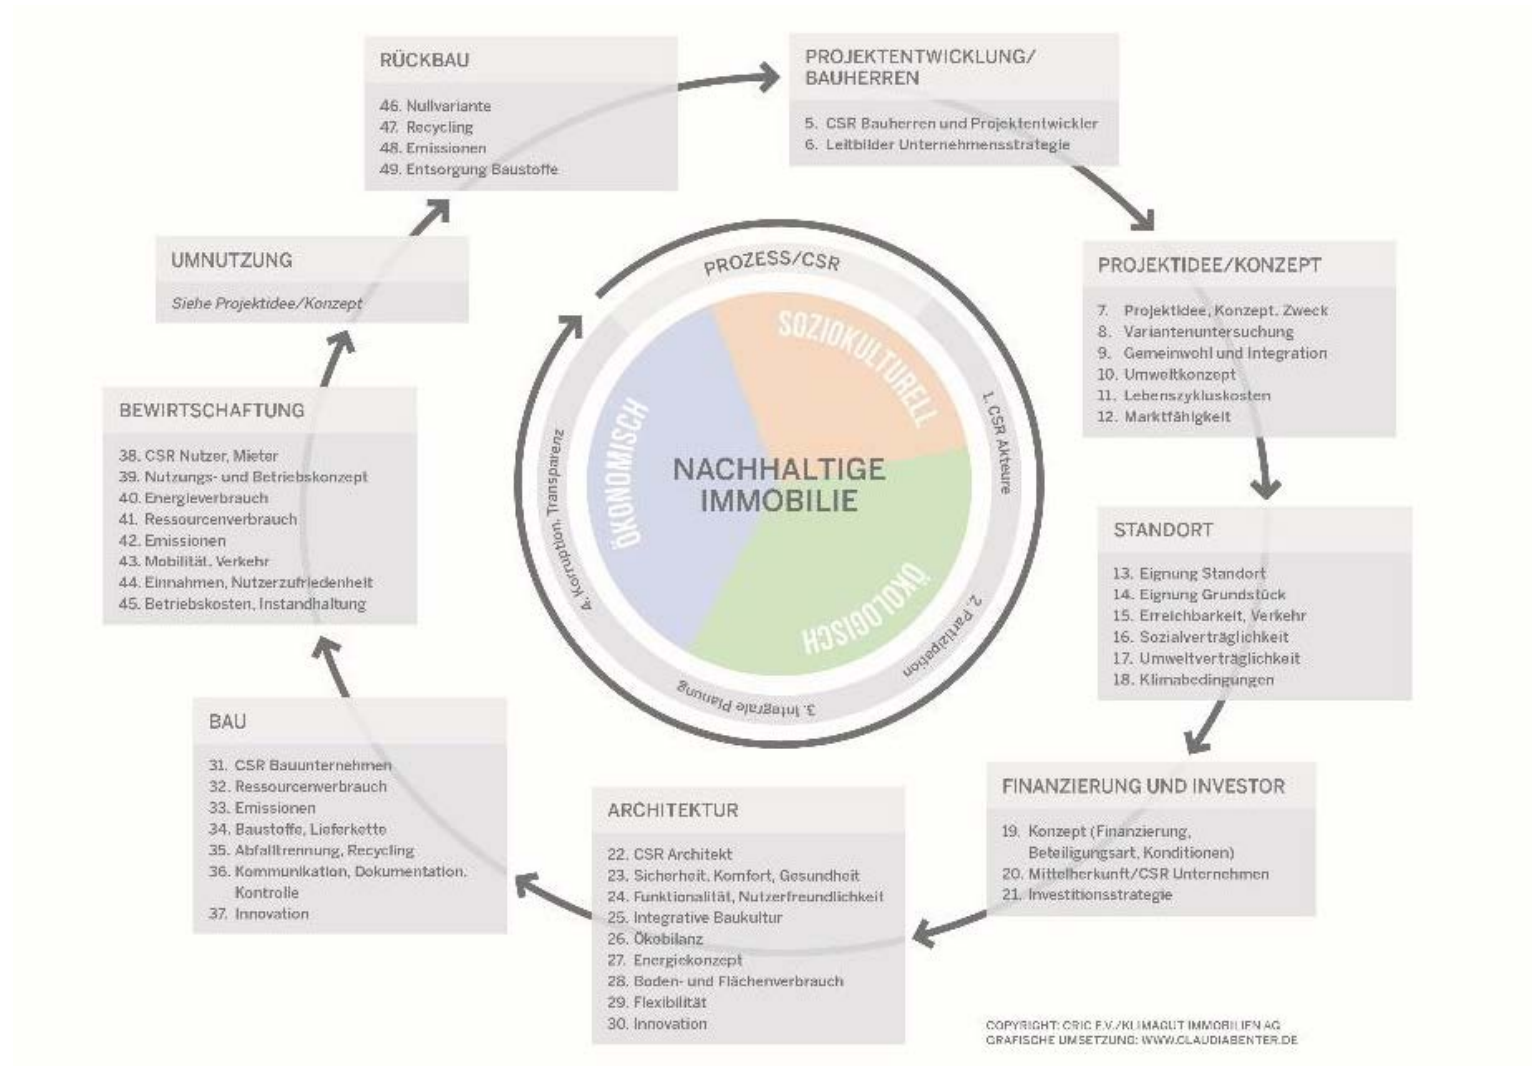 RÜCKBAU
46. Nullvariante
47. Recycling
48. Emissionen
49. Entsorgung Baustoffe
PROJEKTENTWICKLUNG/
BAUHERREN
5. CSR Bauherren und Projektentwickler
6. Leitbilder Unternehmensstrategie
PROJEKTIDEE/KONZEPT
7. Projektidee, Konzept, Zweck
8. Variantenuntersuchung
9. Gemeinwohl und Integration
10. Umweltkonzept
11. Lebenszykluskosten
12. Marktfähigkeit
STANDORT
13. Eignung Standort
14. Eignung Grundstück
15. Erreichbarkeit, Verkehr
16. Sozialverträglichkeit
17. Umweltverträglichkeit
18. Klimabedingungen
FINANZIERUNG UND INVESTOR
19. Konzept (Finanzierung,
Beteiligungsart, Konditionen)
20. Mittelherkunft/CSR Unternehmen
21. Investitionsstrategie
ARCHITEKTUR
22. CSR Architekt
23. Sicherheit, Komfort, Gesundheit
24. Funktionalität, Nutzerfreundlichkeit
25. Integrative Baukultur
26. Ökobilanz
27. Energiekonzept
28. Boden- und Flächenverbrauch
29. Flexibilität
30. Innovation
BAU
31. CSR Bauunternehmen
32. Ressourcenverbrauch
33. Emissionen
34. Baustoffe, Lieferkette
35. Abfalltrennung, Recycling
36. Kommunikation, Dokumentation,
Kontrolle
37. Innovation
BEWIRTSCHAFTUNG
38. CSR Nutzer, Mieter
39. Nutzungs- und Betriebskonzept
40. Energieverbrauch
41. Ressourcenverbrauch
42. Emissionen
43. Mobilität, Verkehr
44. Einnahmen, Nutzerzufriedenheit
45. Betriebskosten, Instandhaltung
UMNUTZUNG
Siehe Projektidee/Konzept
PROZESS/CSR
1. CSR Akteure
2. Partizipation
3. Integrale Planung
4. Korruption, Transparenz
SOZIOKULTURELL
ÖKOLOGISCH
ÖKONOMISCH
NACHHALTIGE
IMMOBILIE
COPYRIGHT: CRIC E.V./KLIMAGUT IMMOBILIEN AG
GRAFISCHE UMSETZUNG: WWW.CLAUDIABENTER.DE